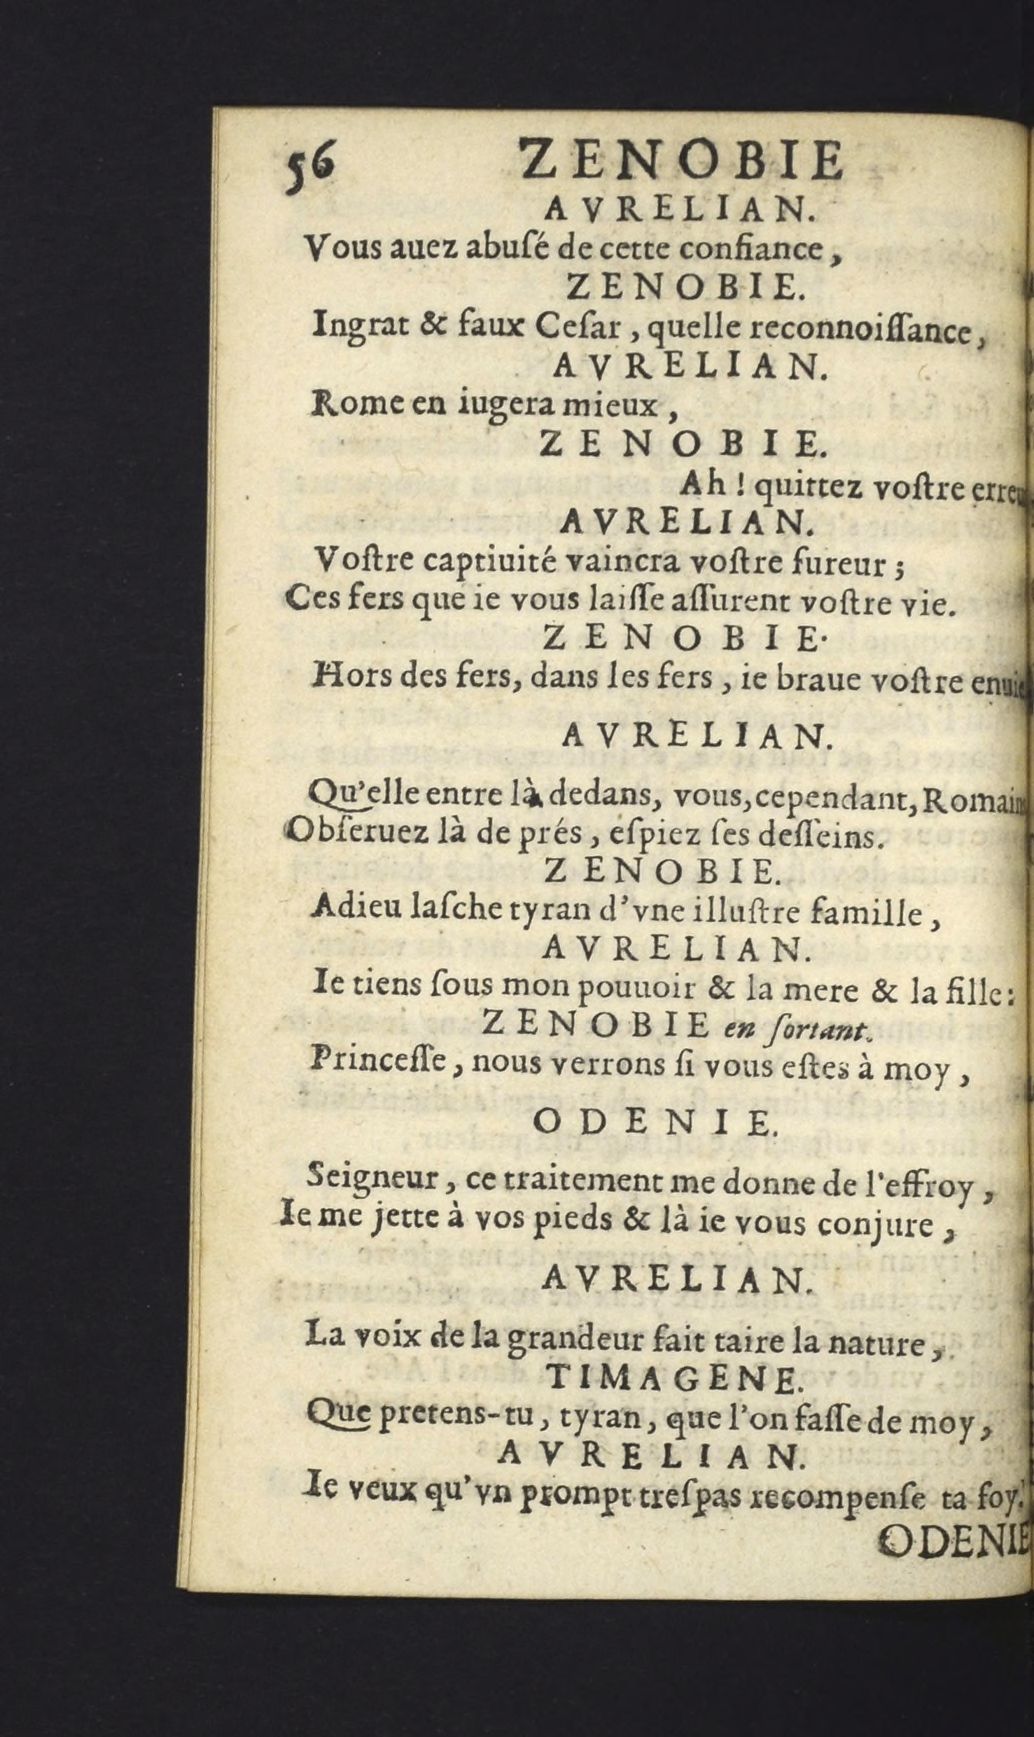 56 ZENOBIE
AVRELIAN.
Vous auez abuſé de cette confiance,
ZENOBIE.
Ingrat & faux Ceſar, quelle reconnoiſſance,
AVRELIAN.
Rome en iugera mieux,
ZENOBIE.
Ah ! quittez voſtre erreu
AVRELIAN.
Voſtre captiuité vaincra voſtre fureur ;
Ces fers que ie vous laiſſe aſſurent voſtre vie.
ZENOBIE.
Hors des fers, dans les fers, ie braue voſtre enuie
AVRELIAN.
Qu'elle entre là dedans, vous, cependant, Romain
Obſeruez là de prés, eſpiez ſes deſſeins.
ZENOBIE.
Adieu laſche tyran d'vne illuſtre famille,
AVRELIAN.
Ie tiens ſous mon pouuoir & la mere & la fille:
ZENOBIE en ſortant.
Princeſſe, nous verrons ſi vous eſtes à moy,
ODENIE.
Seigneur, ce traitement me donne de l'effroy,
Ie me jette à vos pieds & là ie vous conjure,
AVRELIAN.
La voix de la grandeur fait taire la nature,
TIMAGENE.
Que pretens-tu, tyran, que l'on faſſe de moy,
AVRELIAN.
Ie veux qu'vn prompt treſpas recompenſe ta foy.
ODENIE